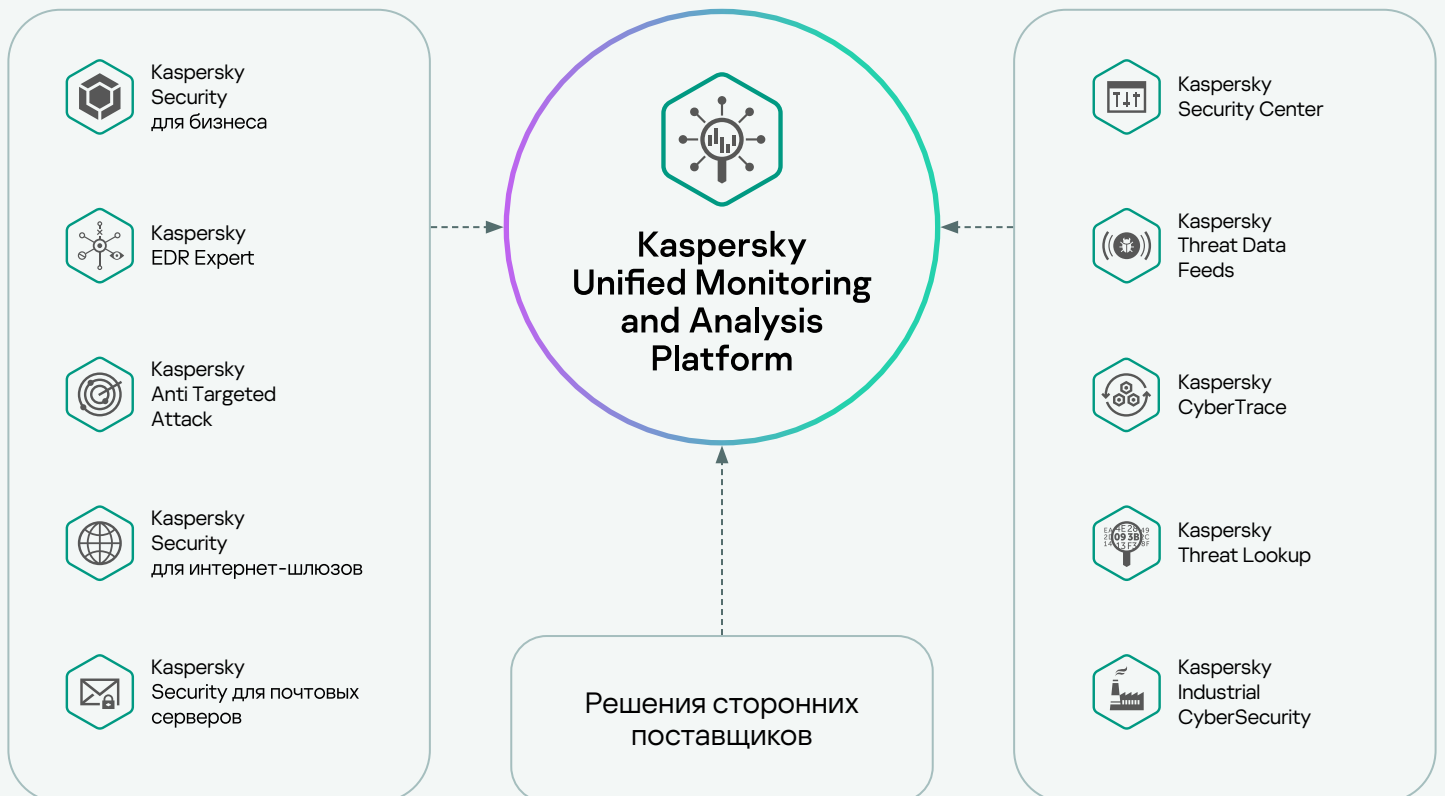 Kaspersky
Security
для бизнеса
Kaspersky
EDR Expert
Kaspersky
Anti Targeted
Attack
Kaspersky
Security
для интернет-шлюзов
Kaspersky
Security для почтовых
серверов
Kaspersky
Unified Monitoring
and Analysis
Platform
Решения сторонних
поставщиков
Kaspersky
Security Center
Kaspersky
Threat Data
Feeds
Kaspersky
CyberTrace
09 3B
Kaspersky
Threat Lookup
Kaspersky
Industrial
CyberSecurity